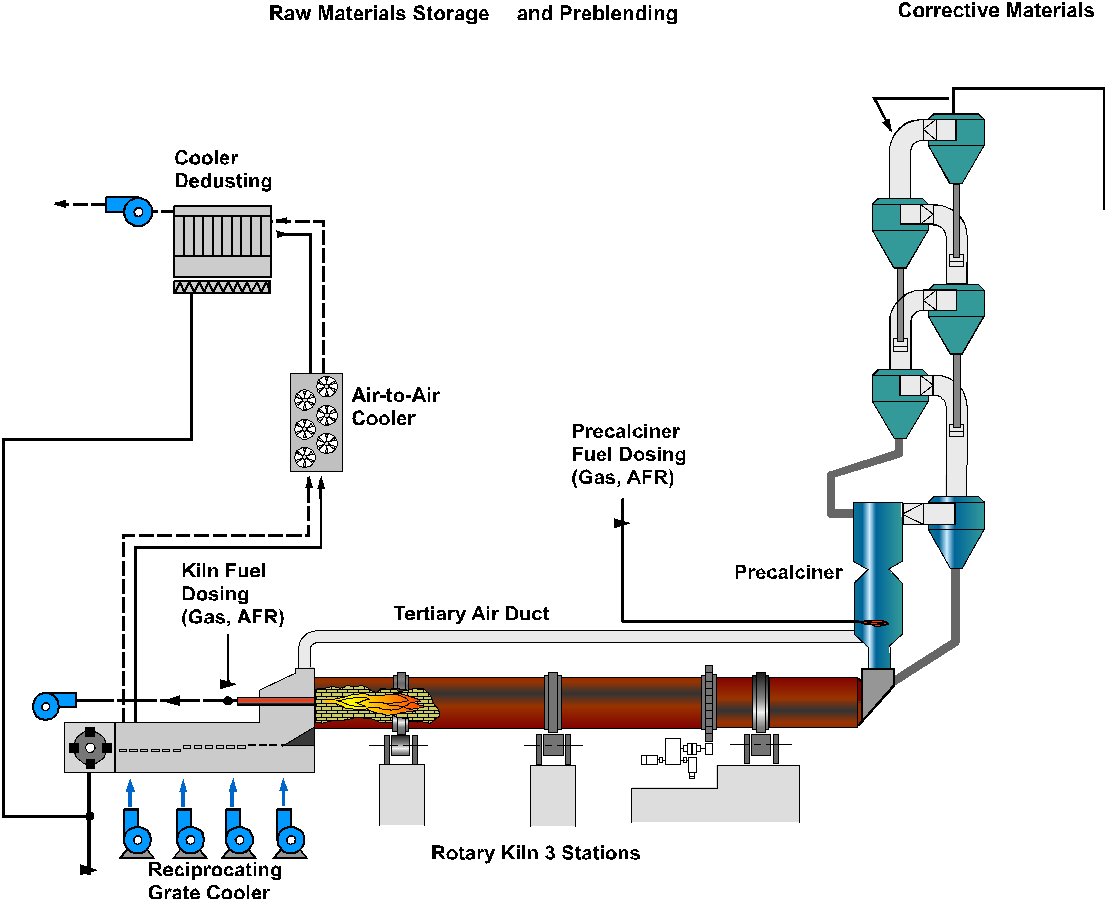 Raw Materials Storage and Preblending
Corrective Materials
Cooler
Dedusting
Air-to-Air
Cooler
Precalciner
Fuel Dosing
(Gas, AFR)
Kiln Fuel
Dosing
(Gas, AFR)
Precalciner
Tertiary Air Duct
Rotary Kiln 3 Stations
Reciprocating
Grate Cooler